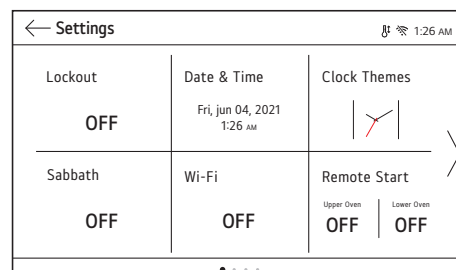 Settings
1:26 AM
Lockout
OFF
Date & Time
Fri, jun 04, 2021
1:26 AM
Clock Themes
Sabbath
OFF
Wi-Fi
OFF
Remote Start
Upper Oven
OFF
Lower Oven
OFF